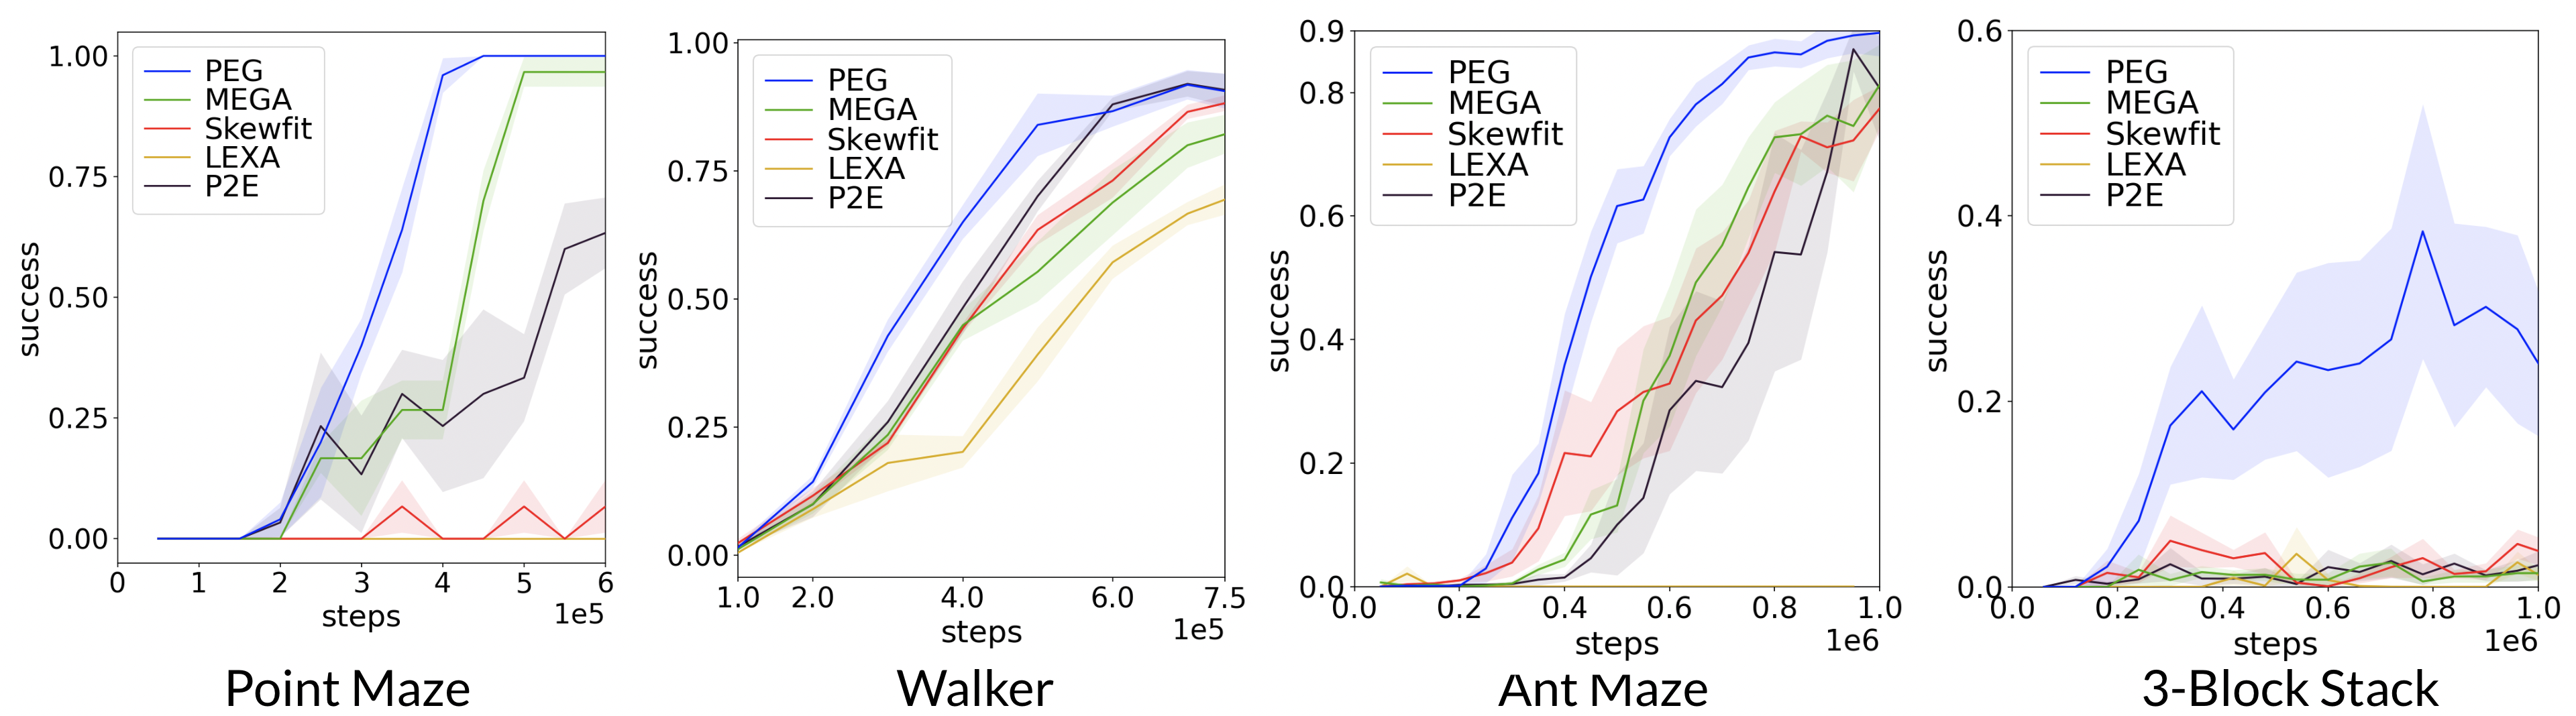 1.00
0.75
0.50
0.25
0.00
success
PEG
MEGA
Skewfit
LEXA
P2E
0 1 2 3 4 5 6
steps 1e5
Point Maze
1.00
0.75
0.50
0.25
0.00
success
PEG
MEGA
Skewfit
LEXA
P2E
1.0 2.0 4.0 6.0 7.5
steps 1e5
Walker
0.9
0.8
0.6
0.4
0.2
0.0
success
PEG
MEGA
Skewfit
LEXA
P2E
0.0 0.2 0.4 0.6 0.8 1.0
steps 1e6
Ant Maze
0.6
0.4
0.2
0.0
success
PEG
MEGA
Skewfit
LEXA
P2E
0.0 0.2 0.4 0.6 0.8 1.0
steps 1e6
3-Block Stack